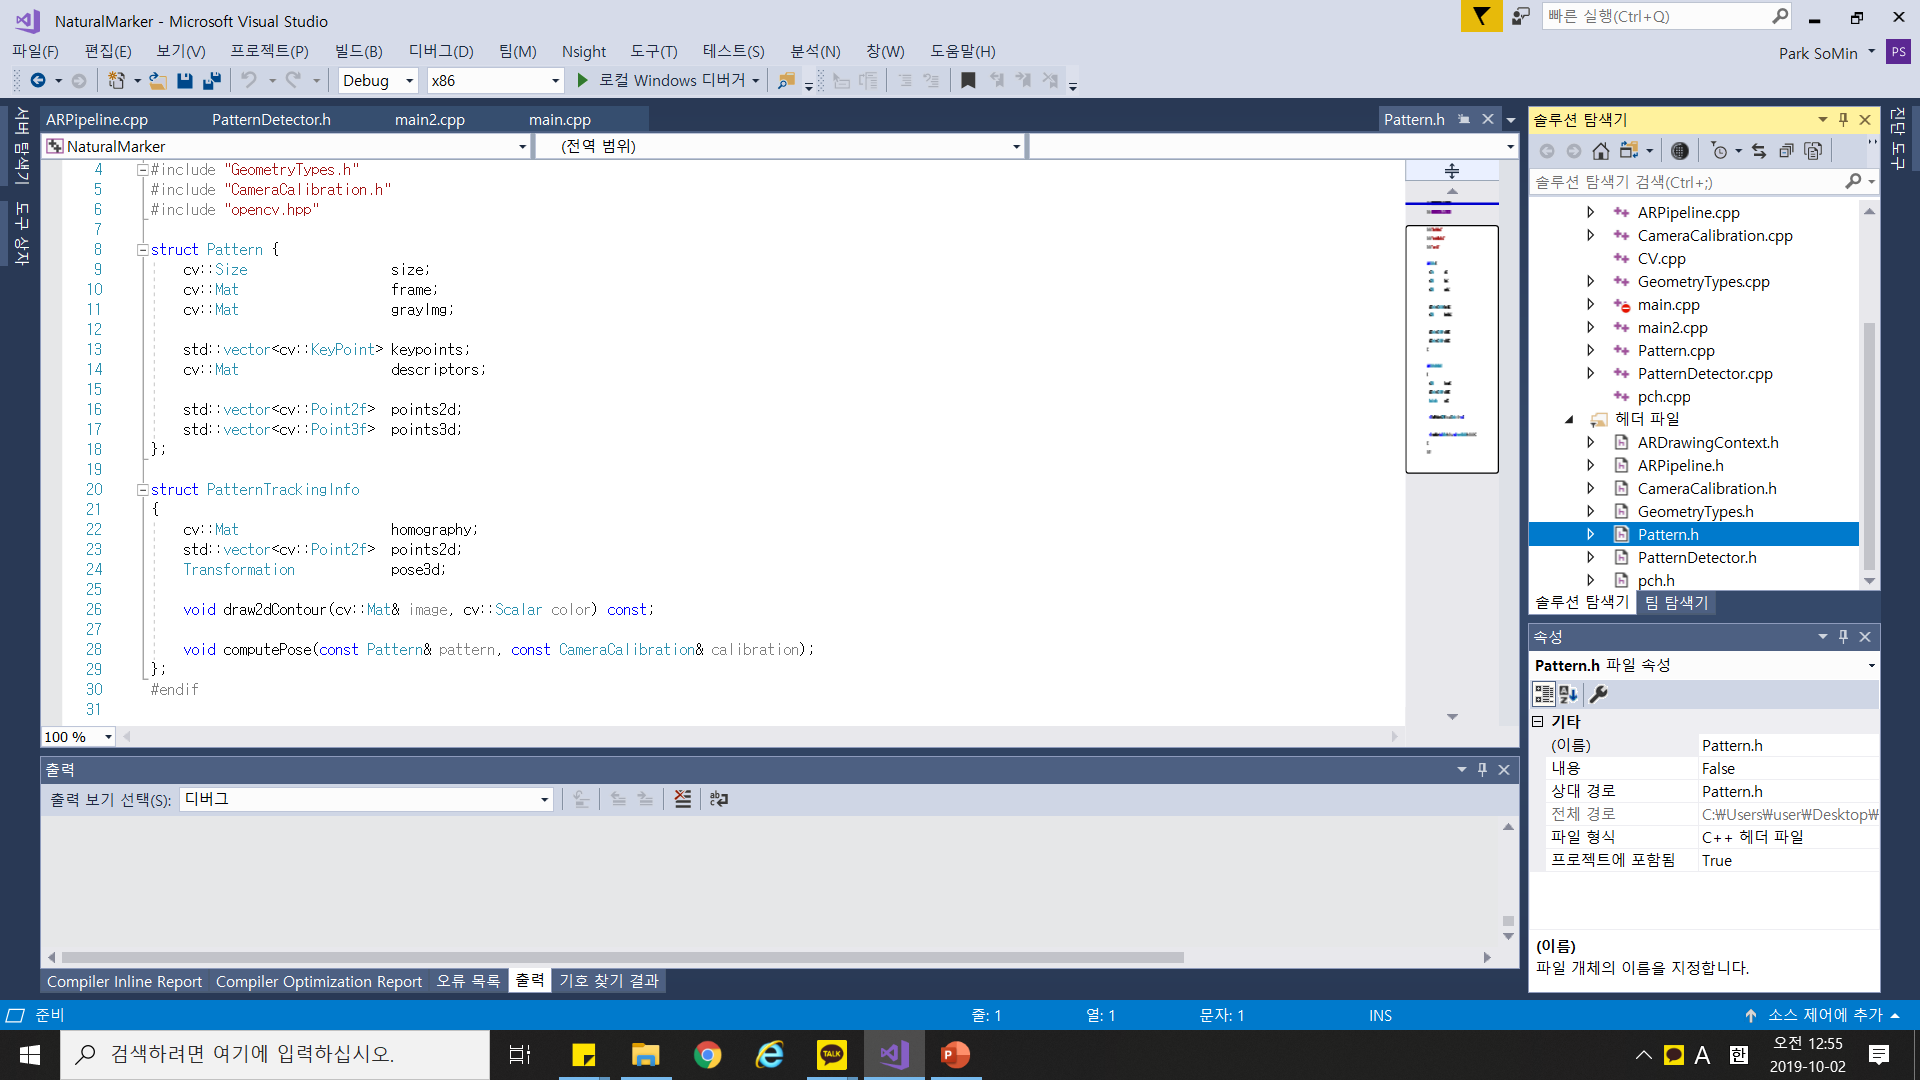 NaturalMarker - Microsoft Visual Studio
빠른 실행(Ctrl+Q)
파일(F) 편집(E) 보기(V) 프로젝트(P) 빌드(B) 디버그(D) 팀(M) Nsight 도구(T) 테스트(S) 분석(N) 창(W) 도움말(H)
Park SoMin PS
Debug x86 로컬 Windows 디버거
서버 탐색기
도구 상자
ARPipeline.cpp PatternDetector.h main2.cpp main.cpp Pattern.h
NaturalMarker (전역 범위)
4 #include "GeometryTypes.h"
5 #include "CameraCalibration.h"
6 #include "opencv.hpp"
7
8 struct Pattern {
9 cv::Size size;
10 cv::Mat frame;
11 cv::Mat grayImg;
12
13 std::vector<cv::KeyPoint> keypoints;
14 cv::Mat descriptors;
15
16 std::vector<cv::Point2f> points2d;
17 std::vector<cv::Point3f> points3d;
18 };
19
20 struct PatternTrackingInfo
21 {
22 cv::Mat homography;
23 std::vector<cv::Point2f> points2d;
24 Transformation pose3d;
25
26 void draw2dContour(cv::Mat& image, cv::Scalar color) const;
27
28 void computePose(const Pattern& pattern, const CameraCalibration& calibration);
29 };
30 #endif
31
100 %
출력
출력 보기 선택(S): 디버그
Compiler Inline Report Compiler Optimization Report 오류 목록 출력 기호 찾기 결과
솔루션 탐색기
솔루션 탐색기 검색(Ctrl+;)
ARPipeline.cpp
CameraCalibration.cpp
CV.cpp
GeometryTypes.cpp
main.cpp
main2.cpp
Pattern.cpp
PatternDetector.cpp
pch.cpp
헤더 파일
ARDrawingContext.h
ARPipeline.h
CameraCalibration.h
GeometryTypes.h
Pattern.h
PatternDetector.h
pch.h
솔루션 탐색기 팀 탐색기
진단 도구
속성
Pattern.h 파일 속성
기타
(이름) Pattern.h
내용 False
상대 경로 Pattern.h
전체 경로 C:₩Users₩user₩Desktop₩
파일 형식 C++ 헤더 파일
프로젝트에 포함됨 True
(이름)
파일 개체의 이름을 지정합니다.
준비 줄: 1 열: 1 문자: 1 INS 소스 제어에 추가
검색하려면 여기에 입력하십시오.
TALK
A 한
오전 12:55
2019-10-02